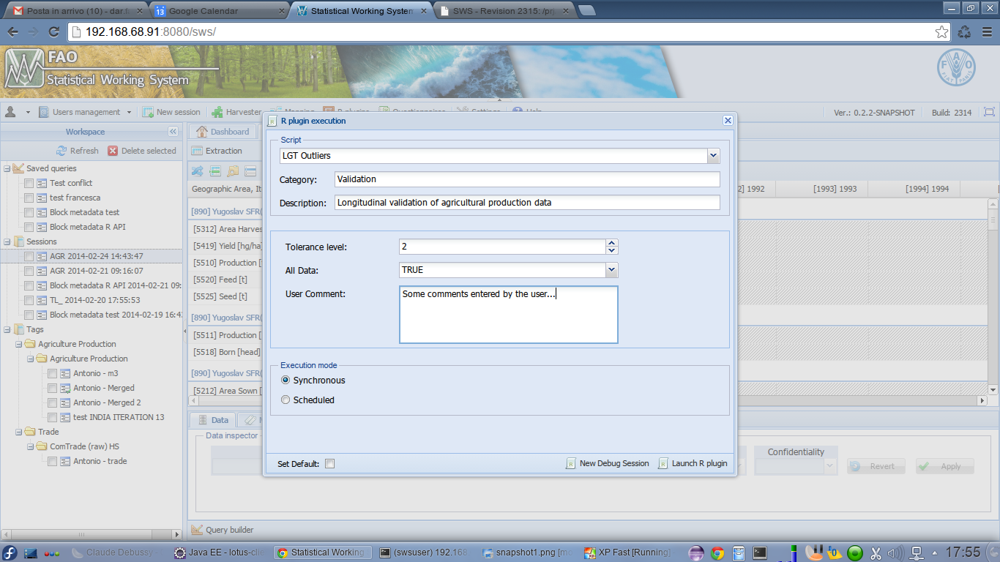 Posta in arrivo (10) - dar.f
Google Calendar
Statistical Working System
SWS - Revision 2315: /pr
192.168.68.91:8080/sws/
FAO
Statistical Working System
Users management
New session
Harvester
Mapping
R plugins
Questionnaires
Settings
Help
Ver.: 0.2.2-SNAPSHOT
Build: 2314
Workspace
Refresh
Delete selected
Saved queries
Test conflict
test francesca
Block metadata test
Block metadata R API
Sessions
AGR 2014-02-24 14:43:47
AGR 2014-02-21 09:16:07
Block metadata R API 2014-02-21 09:
TL_ 2014-02-20 17:55:53
Block metadata test 2014-02-19 16:43
Tags
Agriculture Production
Agriculture Production
Antonio - m3
Antonio - Merged
Antonio - Merged 2
test INDIA ITERATION 13
Trade
ComTrade (raw) HS
Antonio - trade
Dashboard
Extraction
Geographic Area, It
2] 1992
[1993] 1993
[1994] 1994
[890] Yugoslav SFR(
[5312] Area Harves
[5419] Yield [hg/ha]
[5510] Production [
[5520] Feed [t]
[5525] Seed [t]
[890] Yugoslav SFR(
[5511] Production [
[5518] Born [head]
[890] Yugoslav SFR(
[5212] Area Sown [
Data
Data inspector
Confidentiality
Revert
Apply
Query builder
R plugin execution
Script
LGT Outliers
Category:
Validation
Description:
Longitudinal validation of agricultural production data
Tolerance level:
2
All Data:
TRUE
User Comment:
Some comments entered by the user...
Execution mode
Synchronous
Scheduled
Set Default:
New Debug Session
Launch R plugin
Claude Debussy
Java EE - lotus-clie
Statistical Working
(swsuser) 192.168
snapshot1.png [mo
XP Fast [Running]
17:55